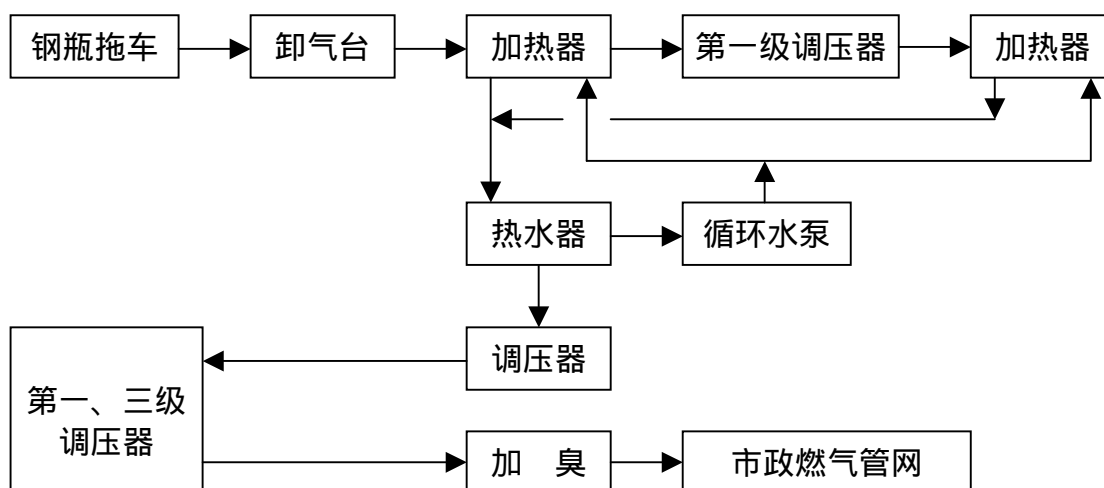 钢瓶拖车
卸气台
加热器
第一级调压器
加热器
热水器
循环水泵
调压器
第一、三级
调压器
加 臭
市政燃气管网